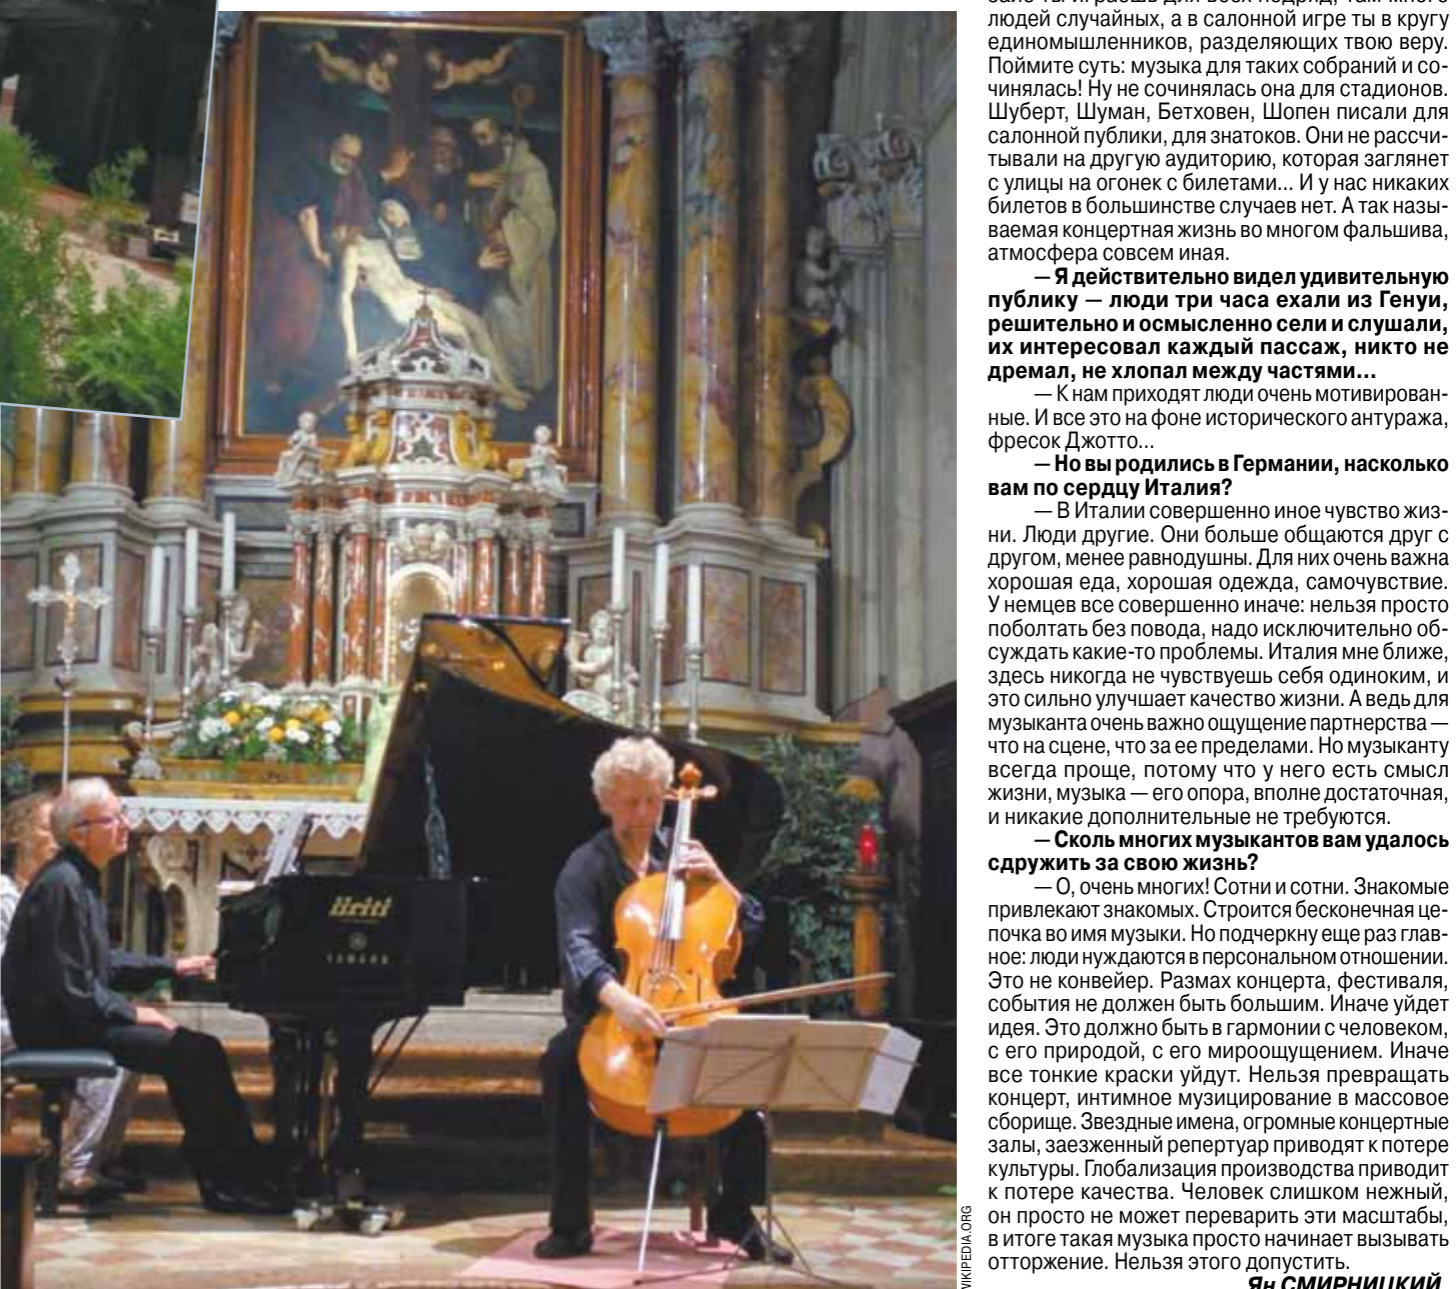 людей случайных, а в салонной игре ты в кругу
единомышленников, разделяющих твою веру.
Поймите суть: музыка для таких собраний и со-
чинялась! Ну не сочинялась она для стадионов.
Шуберт, Шуман, Бетховен, Шопен писали для
салонной публики, для знатоков. Они не рассчи-
тывали на другую аудиторию, которая заглянет
с улицы на огонек с билетами... И у нас никаких
билетов в большинстве случаев нет. А так назы-
ваемая концертная жизнь во многом фальшива,
атмосфера совсем иная.
— Я действительно видел удивительную
публику — люди три часа ехали из Генуи,
решительно и осмысленно сели и слушали,
их интересовал каждый пассаж, никто не
дремал, не хлопал между частями...
— К нам приходят люди очень мотивирован-
ные. И все это на фоне исторического антуража,
фресок Джотто...
— Но вы родились в Германии, насколько
вам по сердцу Италия?
— В Италии совершенно иное чувство жиз-
ни. Люди другие. Они больше общаются друг с
другом, менее равнодушны. Для них очень важна
хорошая еда, хорошая одежда, самочувствие.
У немцев все совершенно иначе: нельзя просто
поболтать без повода, надо исключительно об-
суждать какие-то проблемы. Италия мне ближе,
здесь никогда не чувствуешь себя одиноким, и
это сильно улучшает качество жизни. А ведь для
музыканта очень важно ощущение партнерства —
что на сцене, что за ее пределами. Но музыканту
всегда проще, потому что у него есть смысл
жизни, музыка — его опора, вполне достаточная,
и никакие дополнительные не требуются.
— Сколь многих музыкантов вам удалось
сдружить за свою жизнь?
— О, очень многих! Сотни и сотни. Знакомые
привлекают знакомых. Строится бесконечная це-
почка во имя музыки. Но подчеркну еще раз глав-
ное: люди нуждаются в персональном отношении.
Это не конвейер. Размах концерта, фестиваля,
события не должен быть большим. Иначе уйдет
идея. Это должно быть в гармонии с человеком,
с его природой, с его мироощущением. Иначе
все тонкие краски уйдут. Нельзя превращать
концерт, интимное музицирование в массовое
сборище. Звездные имена, огромные концертные
залы, заезженный репертуар приводят к потере
культуры. Глобализация производства приводит
к потере качества. Человек слишком нежный,
он просто не может переварить эти масштабы,
в итоге такая музыка просто начинает вызывать
отторжение. Нельзя этого допустить.
Ян СМИРНИЦКИЙ.
WIKIPEDIA.ORG
iiriti
YAMAHA